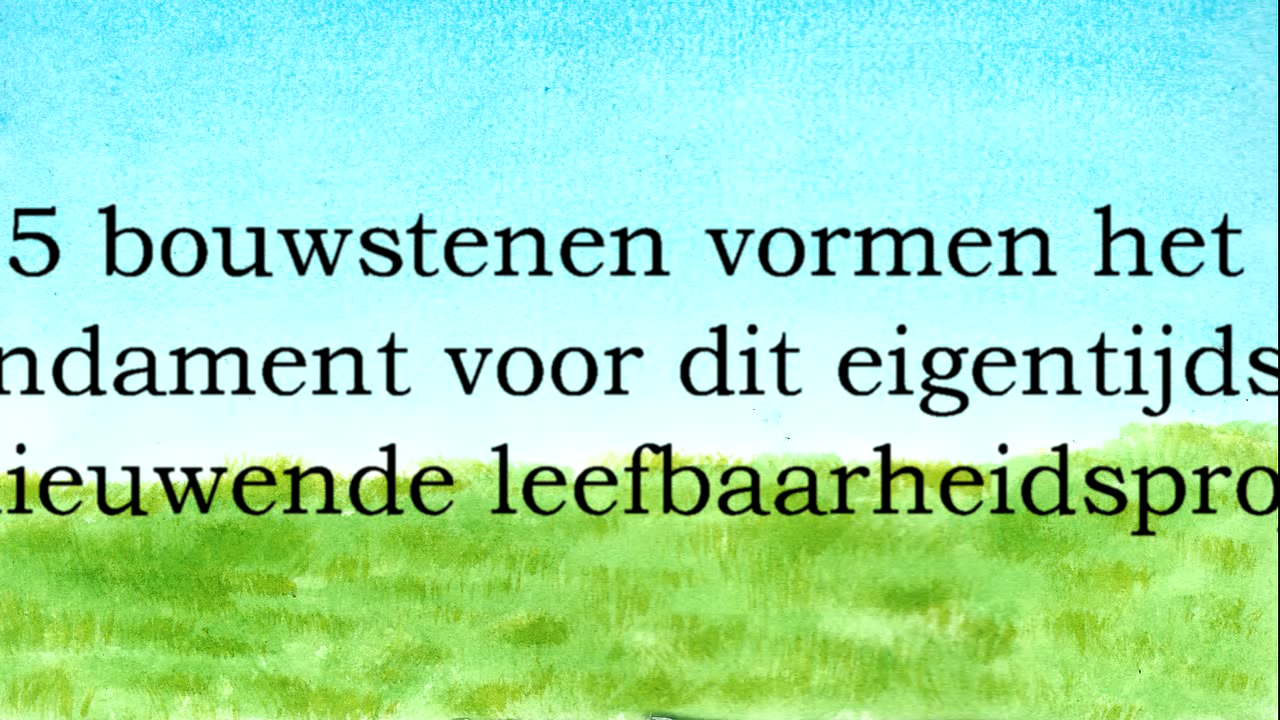 5 bouwstenen vormen het
ndament voor dit eigentijds
ieuwende leefbaarheidspro